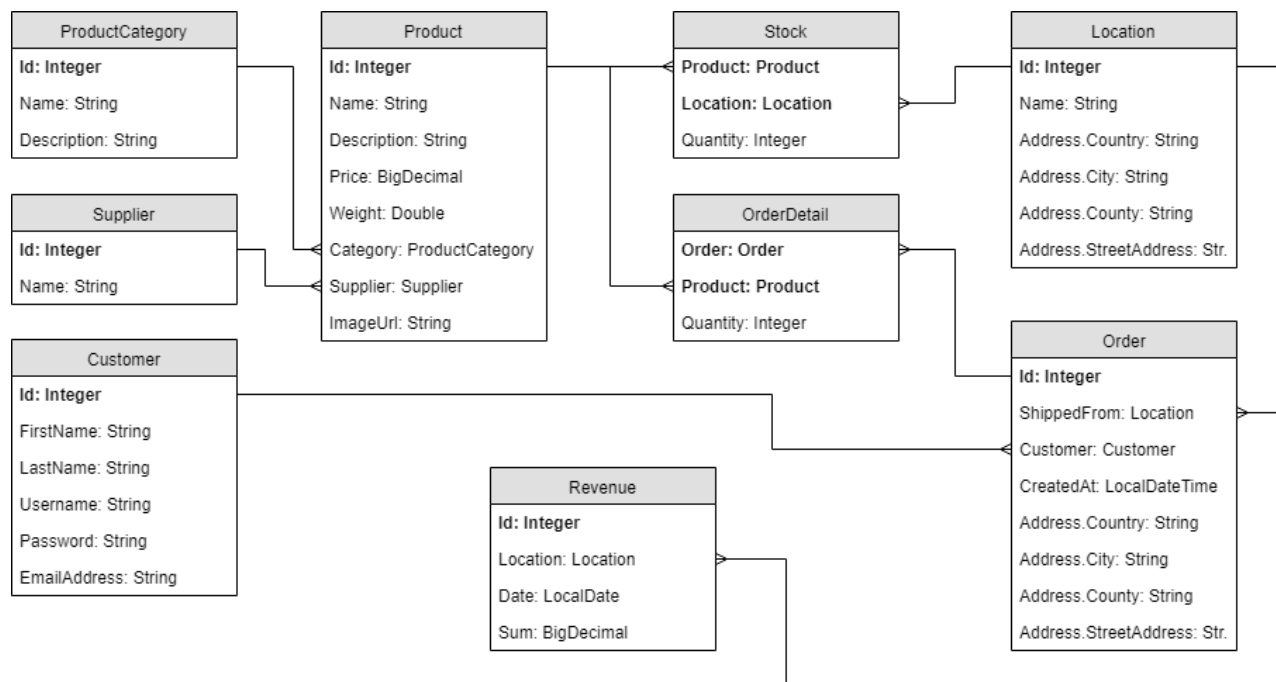 ProductCategory
Id: Integer
Name: String
Description: String
Product
Id: Integer
Name: String
Description: String
Price: BigDecimal
Weight: Double
Category: ProductCategory
Supplier: Supplier
ImageUrl: String
Stock
Product: Product
Location: Location
Quantity: Integer
Location
Id: Integer
Name: String
Address.Country: String
Address.City: String
Address.County: String
Address.StreetAddress: Str.
Supplier
Id: Integer
Name: String
OrderDetail
Order: Order
Product: Product
Quantity: Integer
Customer
Id: Integer
FirstName: String
LastName: String
Username: String
Password: String
EmailAddress: String
Order
Id: Integer
ShippedFrom: Location
Customer: Customer
CreatedAt: LocalDateTime
Address.Country: String
Address.City: String
Address.County: String
Address.StreetAddress: Str.
Revenue
Id: Integer
Location: Location
Date: LocalDate
Sum: BigDecimal